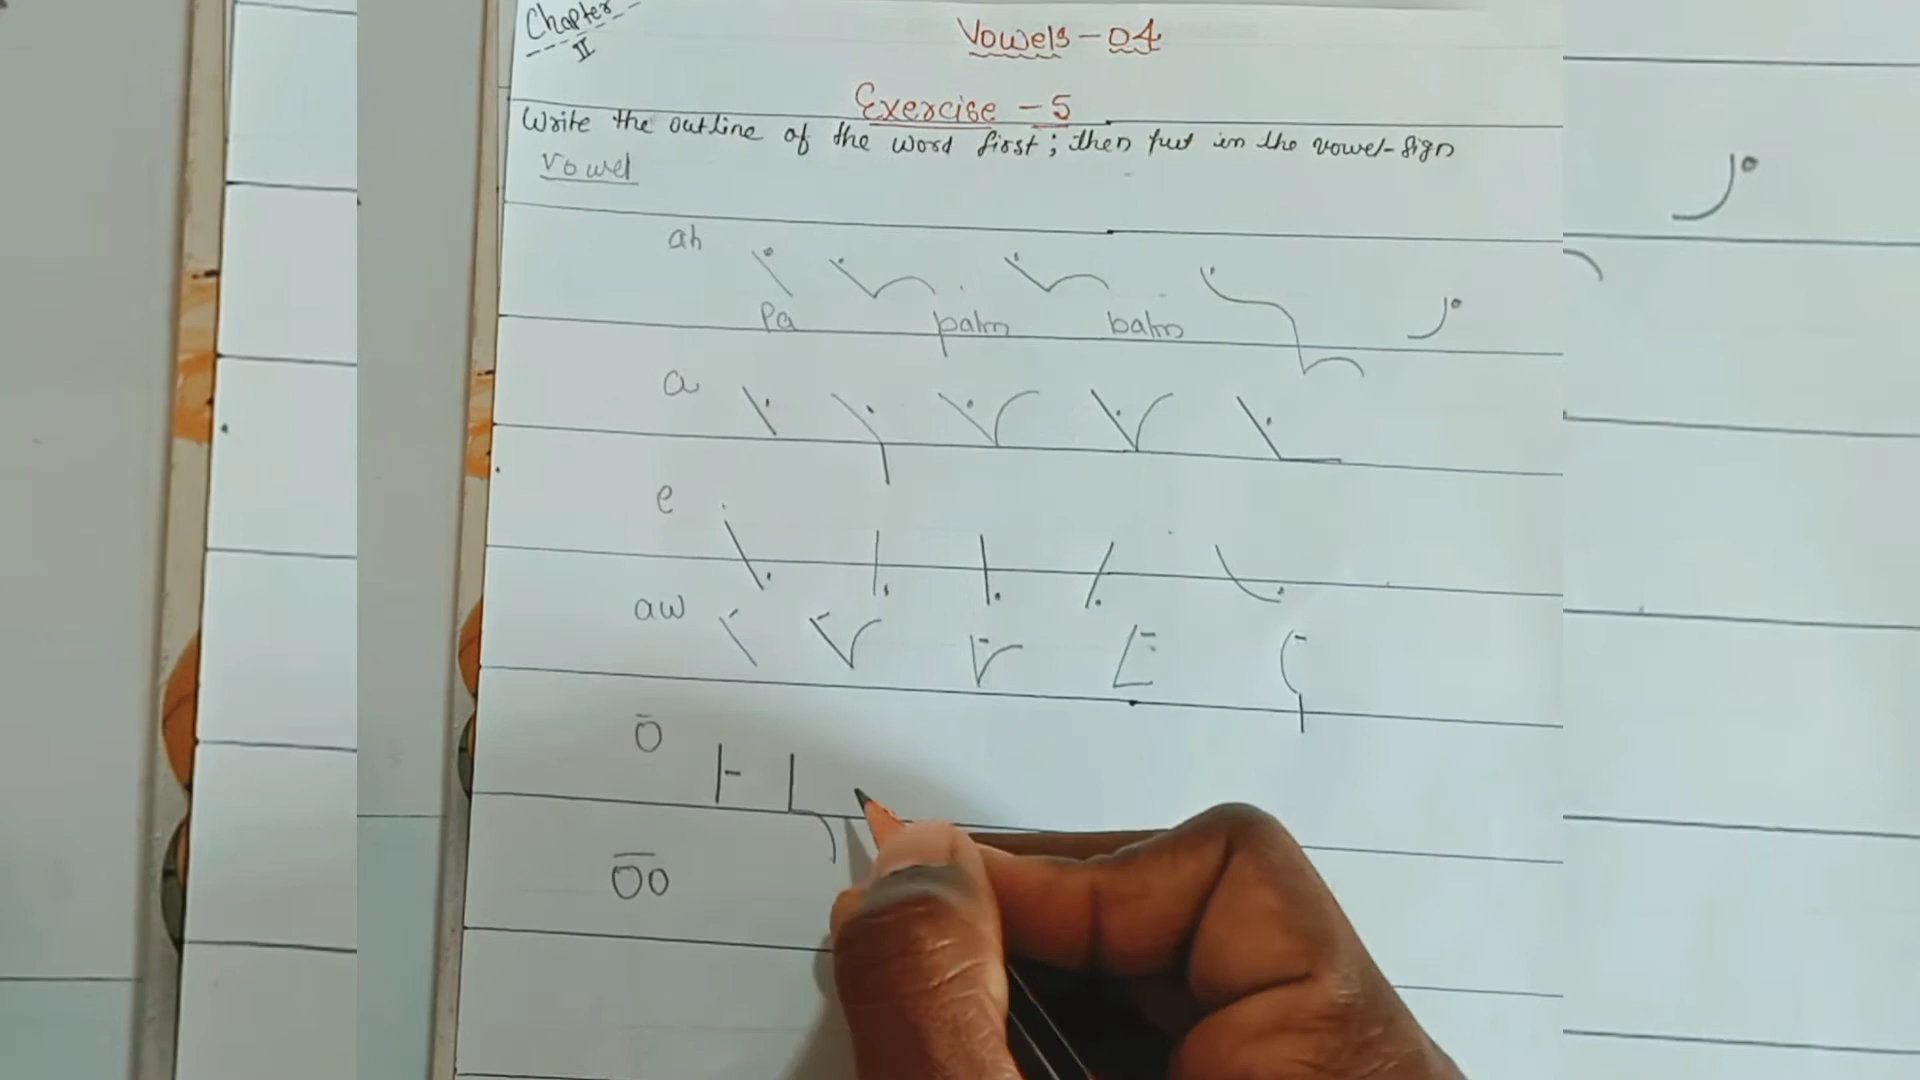 Chapter
II
Vowels - 04
Exercise - 5
Write the outline of the word first; then put in the vowel-sign
Vowel
ah
Pa palm balm
a
e
aw
ō
ōō